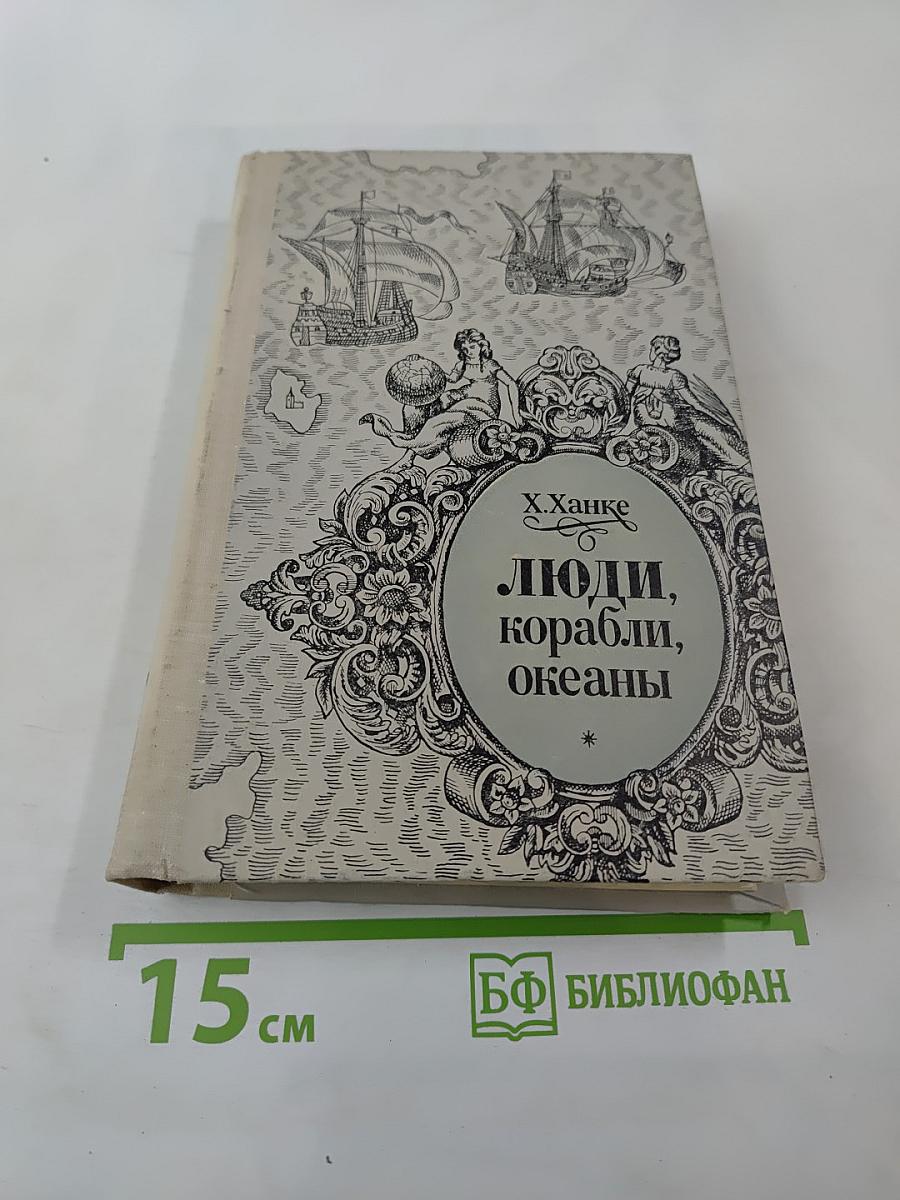 Х.Ханке
ЛЮДИ,
корабли,
океаны
*
15 см
БФ БИБЛИОФАН